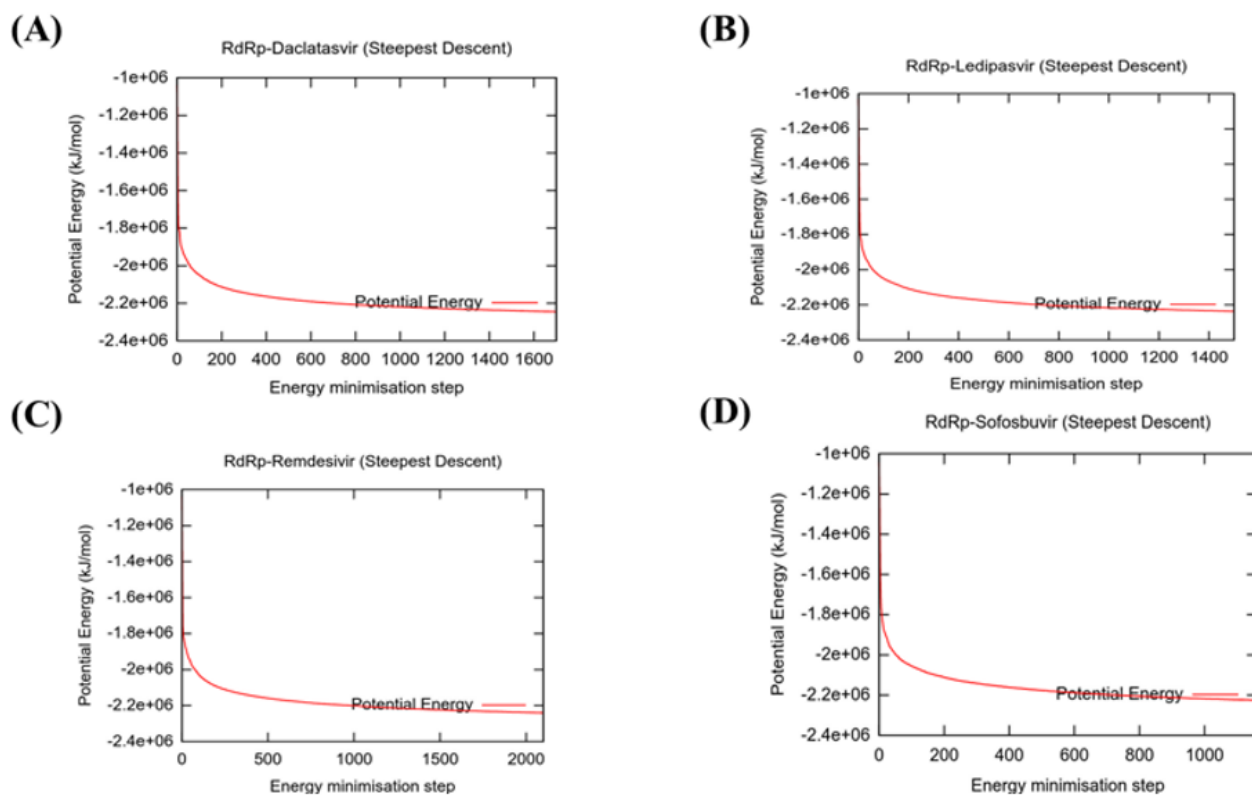 (A)
RdRp-Daclatasvir (Steepest Descent)
Potential Energy (kJ/mol)
-1e+06
-1.2e+06
-1.4e+06
-1.6e+06
-1.8e+06
-2e+06
-2.2e+06
-2.4e+06
Potential Energy
0 200 400 600 800 1000 1200 1400 1600
Energy minimisation step
(B)
RdRp-Ledipasvir (Steepest Descent)
Potential Energy (kJ/mol)
-1e+06
-1.2e+06
-1.4e+06
-1.6e+06
-1.8e+06
-2e+06
-2.2e+06
-2.4e+06
Potential Energy
0 200 400 600 800 1000 1200 1400
Energy minimisation step
(C)
RdRp-Remdesivir (Steepest Descent)
Potential Energy (kJ/mol)
-1e+06
-1.2e+06
-1.4e+06
-1.6e+06
-1.8e+06
-2e+06
-2.2e+06
-2.4e+06
Potential Energy
0 500 1000 1500 2000
Energy minimisation step
(D)
RdRp-Sofosbuvir (Steepest Descent)
Potential Energy (kJ/mol)
-1e+06
-1.2e+06
-1.4e+06
-1.6e+06
-1.8e+06
-2e+06
-2.2e+06
-2.4e+06
Potential Energy
0 200 400 600 800 1000
Energy minimisation step